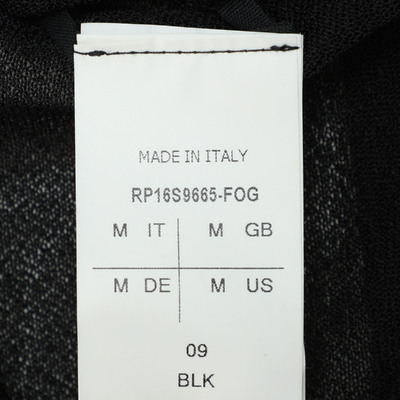 MADE IN ITALY
RP16S9665-FOG
M IT M GB
M DE M US
09
BLK